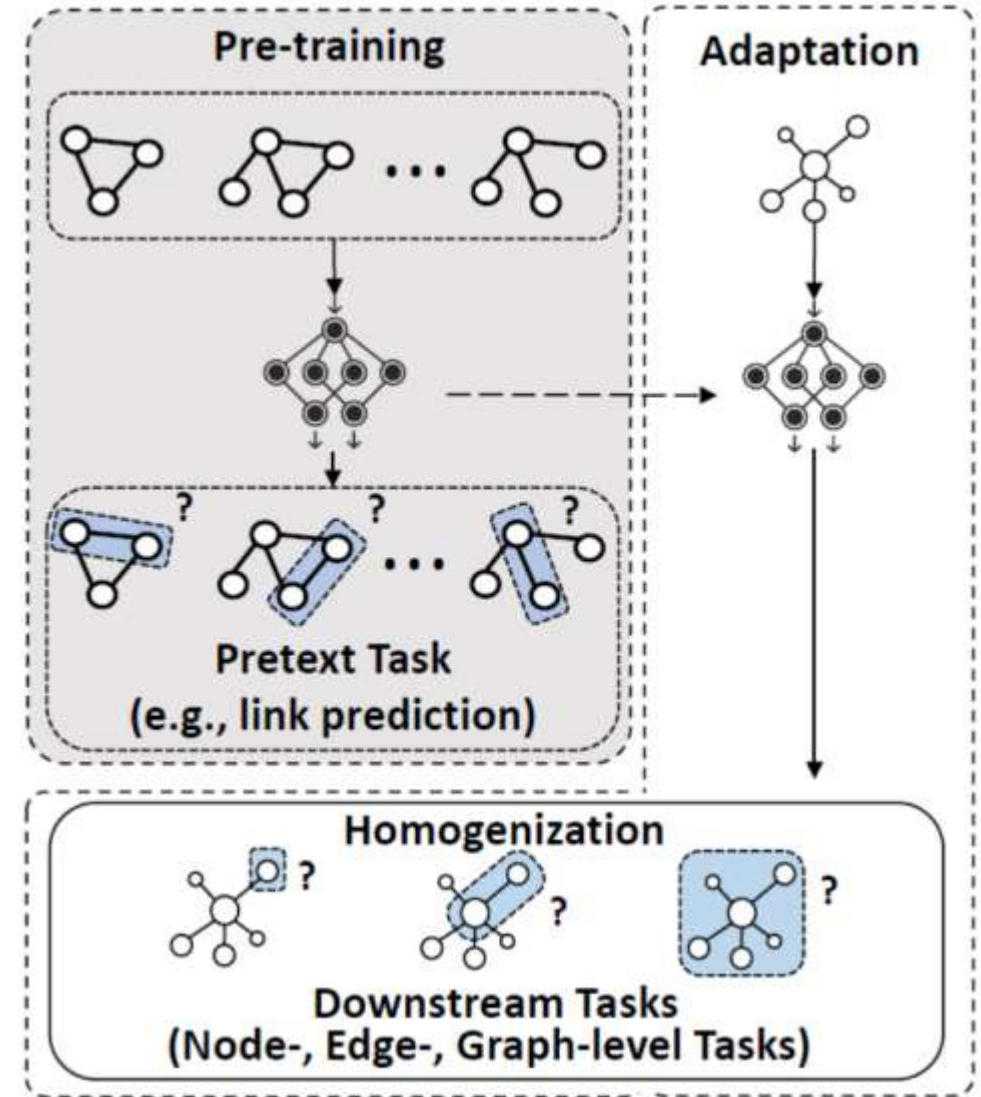 Pre-training
Adaptation
? ? ?
Pretext Task
(e.g., link prediction)
Homogenization
? ? ?
Downstream Tasks
(Node-, Edge-, Graph-level Tasks)